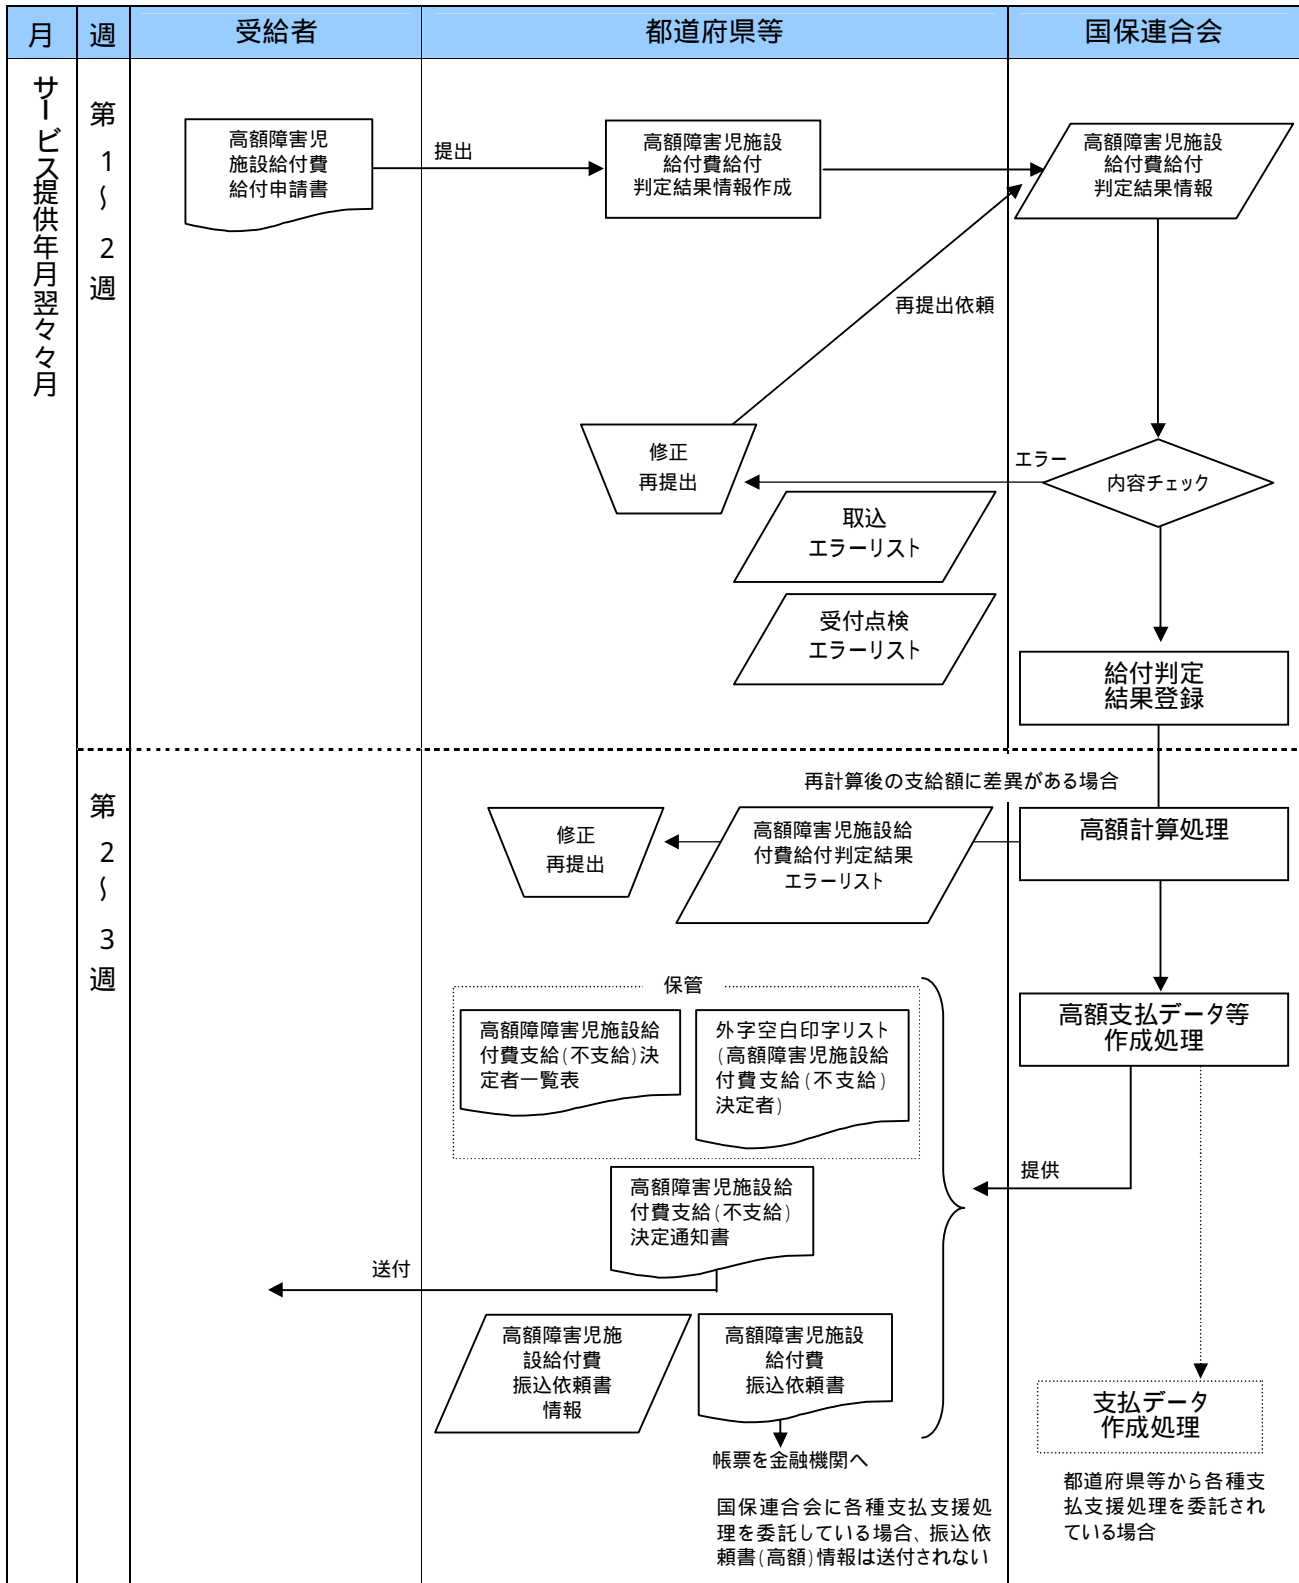 月
週
受給者
都道府県等
国保連合会
サービス提供年月翌々々月
第1～2週
高額障害児
施設給付費
給付申請書
提出
高額障害児施設
給付費給付
判定結果情報作成
高額障害児施設
給付費給付
判定結果情報
再提出依頼
修正
再提出
エラー
内容チェック
取込
エラーリスト
受付点検
エラーリスト
給付判定
結果登録
第2～3週
再計算後の支給額に差異がある場合
修正
再提出
高額障害児施設給
付費給付判定結果
エラーリスト
高額計算処理
保管
高額障障害児施設給
付費支給(不支給)決
定者一覧表
外字空白印字リスト
(高額障害児施設給
付費支給(不支給)
決定者)
高額支払データ等
作成処理
提供
高額障害児施設給
付費支給(不支給)
決定通知書
送付
高額障害児施
設給付費
振込依頼書
情報
高額障害児施設
給付費
振込依頼書
帳票を金融機関へ
支払データ
作成処理
都道府県等から各種支
払支援処理を委託され
ている場合
国保連合会に各種支払支援処
理を委託している場合、振込依
頼書(高額)情報は送付されない